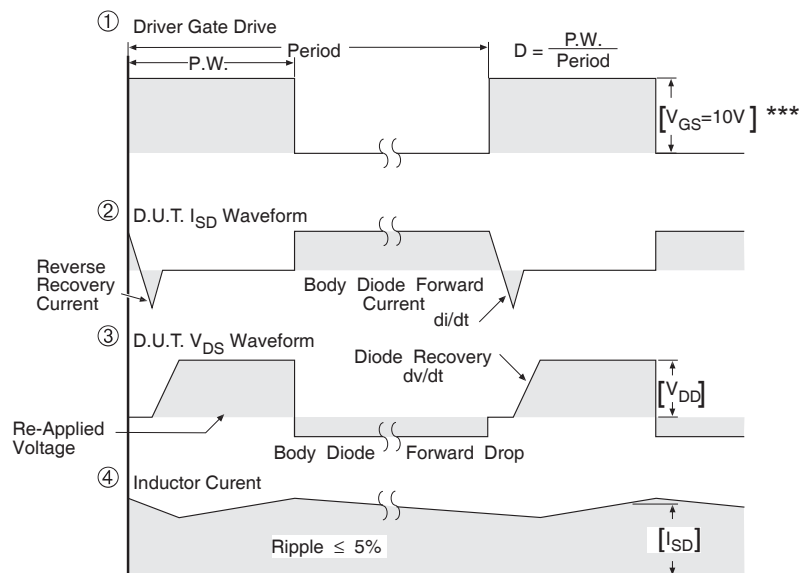 ① Driver Gate Drive
Period
P.W.
D = P.W. / Period
[VGS=10V] ***
② D.U.T. ISD Waveform
Reverse
Recovery
Current
Body Diode Forward
Current
di/dt
③ D.U.T. VDS Waveform
Diode Recovery
dv/dt
[VDD]
Re-Applied
Voltage
Body Diode Forward Drop
④ Inductor Curent
Ripple ≤ 5%
[ISD]